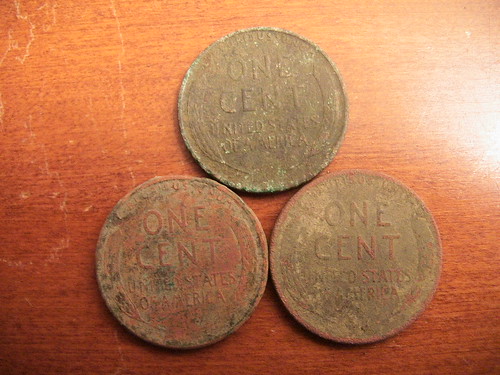 ONE
CENT
UNITED STATES
OF AMERICA
ONE
CENT
UNITED STATES
OF AMERICA
ONE
CENT
UNITED STATES
OF AMERICA